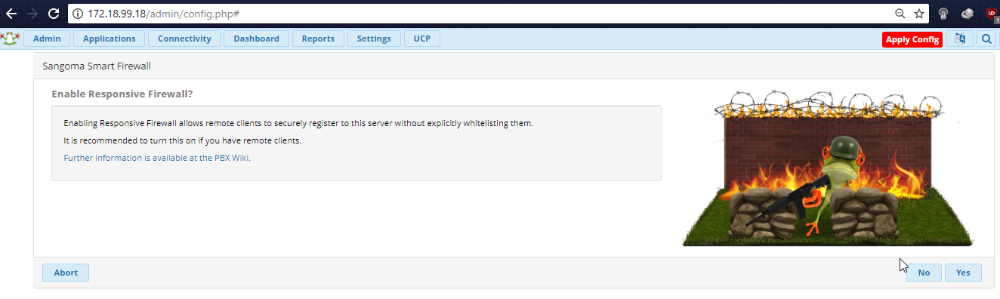 172.18.99.18/admin/config.php#
UD
1
Admin Applications Connectivity Dashboard Reports Settings UCP Apply Config
Sangoma Smart Firewall
Enable Responsive Firewall?
Enabling Responsive Firewall allows remote clients to securely register to this server without explicitly whitelisting them.
It is recommended to turn this on if you have remote clients.
Further information is available at the PBX Wiki.
Abort No Yes